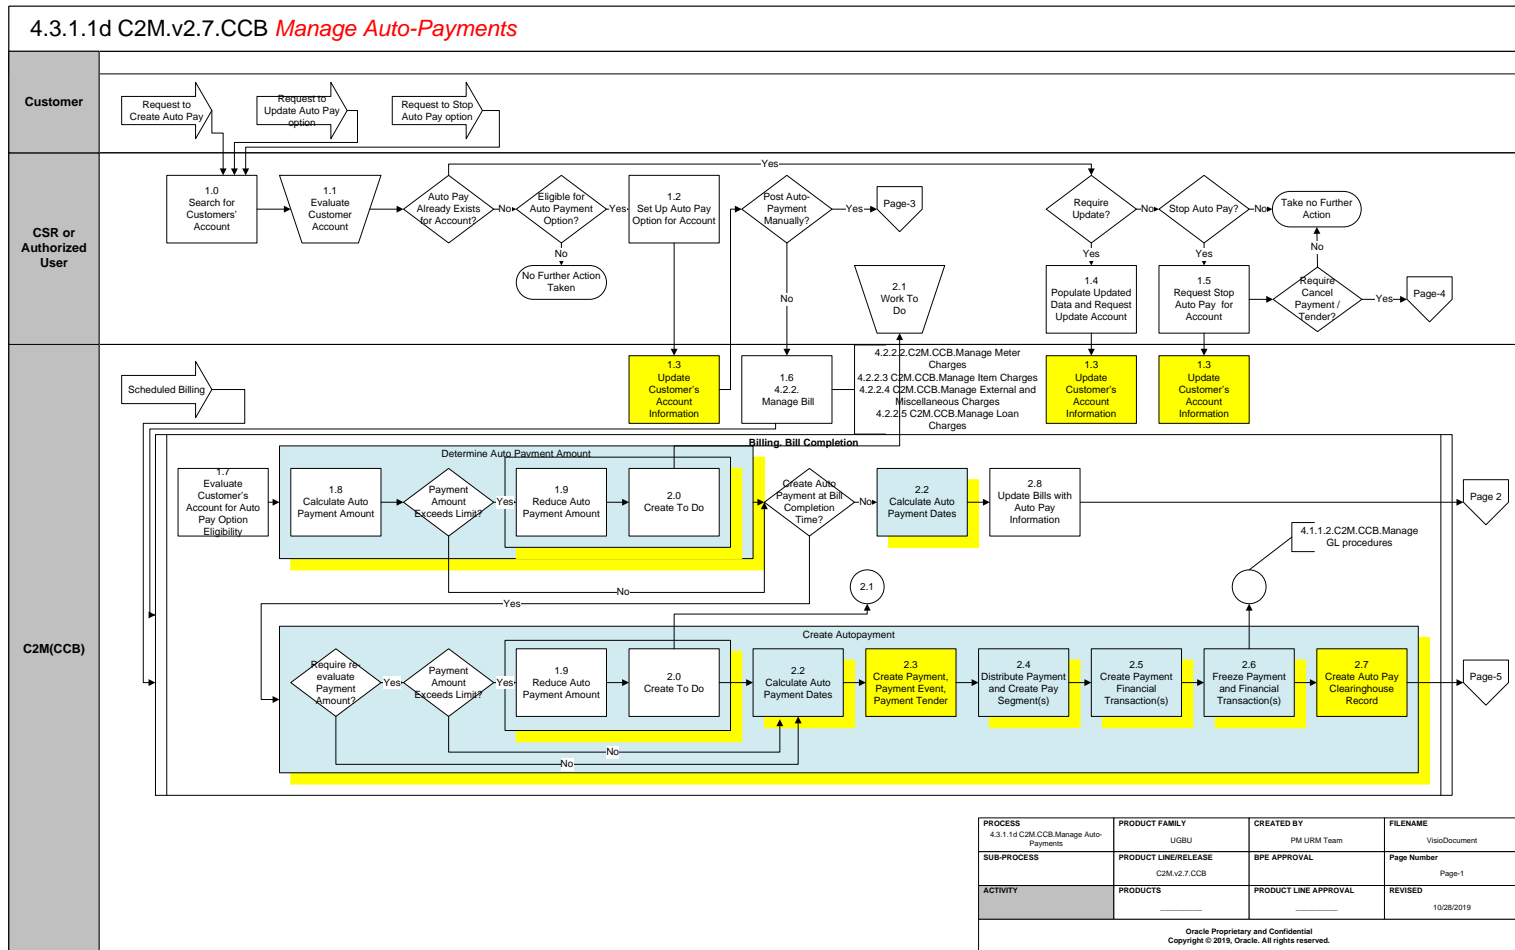 4.3.1.1d C2M.v2.7.CCB Manage Auto-Payments
Customer
Request to
Create Auto Pay
Request to
Update Auto Pay
option
Request to Stop
Auto Pay option
CSR or
Authorized
User
1.0
Search for
Customers'
Account
1.1
Evaluate
Customer
Account
Auto Pay
Already Exists
for Account?
No
Eligible for
Auto Payment
Option?
Yes
No
No Further Action
Taken
1.2
Set Up Auto Pay
Option for Account
Post Auto-
Payment
Manually?
Yes
Page-3
No
Yes
2.1
Work To
Do
Require
Update?
No
Yes
Stop Auto Pay?
No
Yes
Take no Further
Action
No
1.4
Populate Updated
Data and Request
Update Account
1.5
Request Stop
Auto Pay for
Account
Require
Cancel
Payment /
Tender?
Yes
Page-4
C2M(CCB)
Scheduled Billing
1.3
Update
Customer's
Account
Information
1.6
4.2.2.
Manage Bill
4.2.2.2.C2M.CCB.Manage Meter
Charges
4.2.2.3 C2M.CCB.Manage Item Charges
4.2.2.4 C2M.CCB.Manage External and
Miscellaneous Charges
4.2.2.5 C2M.CCB.Manage Loan
Charges
1.3
Update
Customer's
Account
Information
1.3
Update
Customer's
Account
Information
Billing. Bill Completion
Determine Auto Payment Amount
1.7
Evaluate
Customer's
Account for Auto
Pay Option
Eligibility
1.8
Calculate Auto
Payment Amount
Payment
Amount
Exceeds Limit?
Yes
1.9
Reduce Auto
Payment Amount
2.0
Create To Do
Create Auto
Payment at Bill
Completion
Time?
No
2.2
Calculate Auto
Payment Dates
2.8
Update Bills with
Auto Pay
Information
Page 2
4.1.1.2.C2M.CCB.Manage
GL procedures
2.1
No
Yes
Create Autopayment
Require re-
evaluate
Payment
Amount?
Yes
Payment
Amount
Exceeds Limit?
Yes
1.9
Reduce Auto
Payment Amount
2.0
Create To Do
2.2
Calculate Auto
Payment Dates
2.3
Create Payment,
Payment Event,
Payment Tender
2.4
Distribute Payment
and Create Pay
Segment(s)
2.5
Create Payment
Financial
Transaction(s)
2.6
Freeze Payment
and Financial
Transaction(s)
2.7
Create Auto Pay
Clearinghouse
Record
Page-5
No
No
PROCESS
4.3.1.1d C2M.CCB.Manage Auto-
Payments
PRODUCT FAMILY
UGBU
CREATED BY
PM URM Team
FILENAME
VisioDocument
SUB-PROCESS
PRODUCT LINE/RELEASE
C2M.v2.7.CCB
BPE APPROVAL
Page Number
Page-1
ACTIVITY
PRODUCTS
PRODUCT LINE APPROVAL
REVISED
10/28/2019
Oracle Proprietary and Confidential
Copyright © 2019, Oracle. All rights reserved.